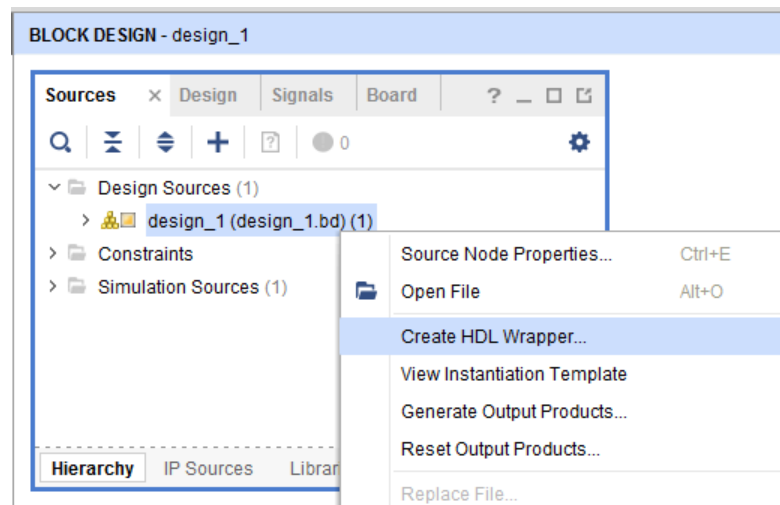 BLOCK DESIGN - design_1
Sources × Design Signals Board ?
? 0
Design Sources (1)
design_1 (design_1.bd) (1)
Constraints
Simulation Sources (1)
Source Node Properties... Ctrl+E
Open File Alt+O
Create HDL Wrapper...
View Instantiation Template
Generate Output Products...
Reset Output Products...
Replace File...
Hierarchy IP Sources Librar